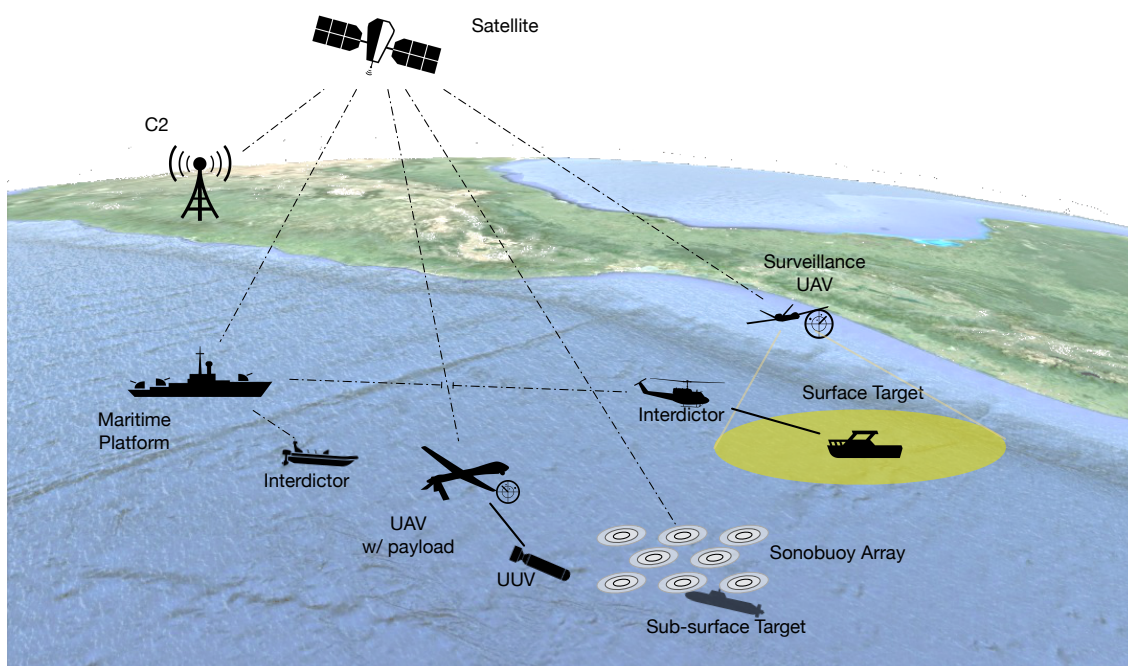 Satellite
C2
Surveillance
UAV
Maritime
Platform
Interdictor
Surface Target
Interdictor
UAV
w/ payload
UUV
Sonobuoy Array
Sub-surface Target